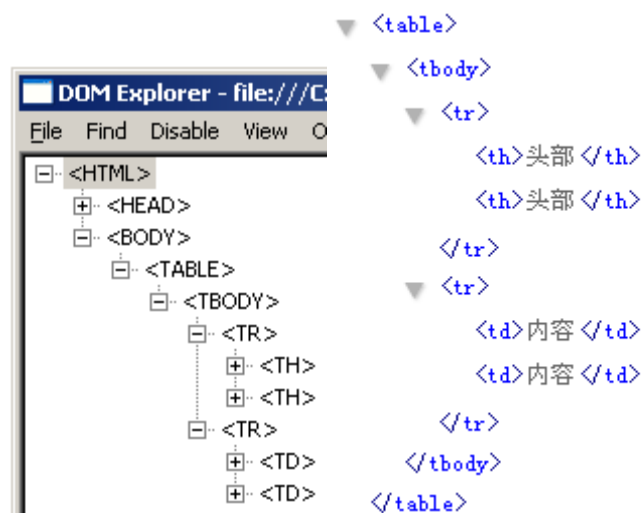 DOM Explorer - file:///C:
File Find Disable View O
<HTML>
<HEAD>
<BODY>
<TABLE>
<TBODY>
<TR>
<TH>
<TH>
<TR>
<TD>
<TD>
<table>
<tbody>
<tr>
<th>头部</th>
<th>头部</th>
</tr>
<tr>
<td>内容</td>
<td>内容</td>
</tr>
</tbody>
</table>